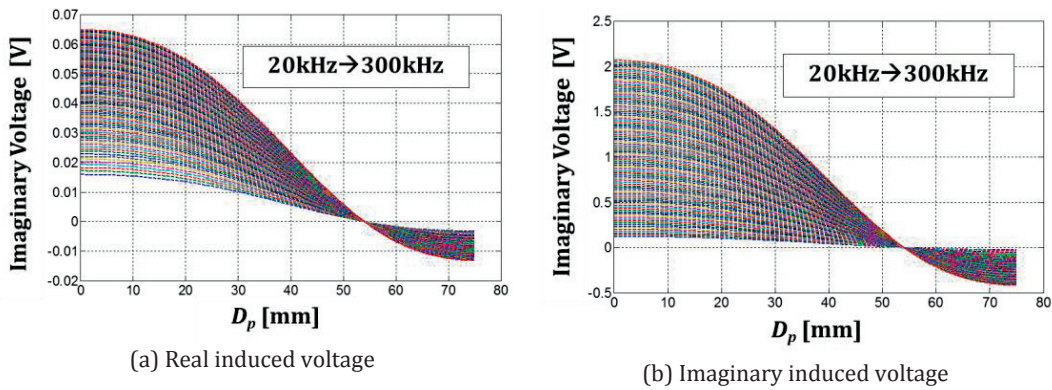 0.07
0.06
0.05
0.04
0.03
0.02
0.01
0
-0.01
-0.02
Imaginary Voltage [V]
20kHz→300kHz
0 10 20 30 40 50 60 70 80
D_p [mm]
(a) Real induced voltage
2.5
2
1.5
1
0.5
0
-0.5
Imaginary Voltage [V]
20kHz→300kHz
0 10 20 30 40 50 60 70 80
D_p [mm]
(b) Imaginary induced voltage